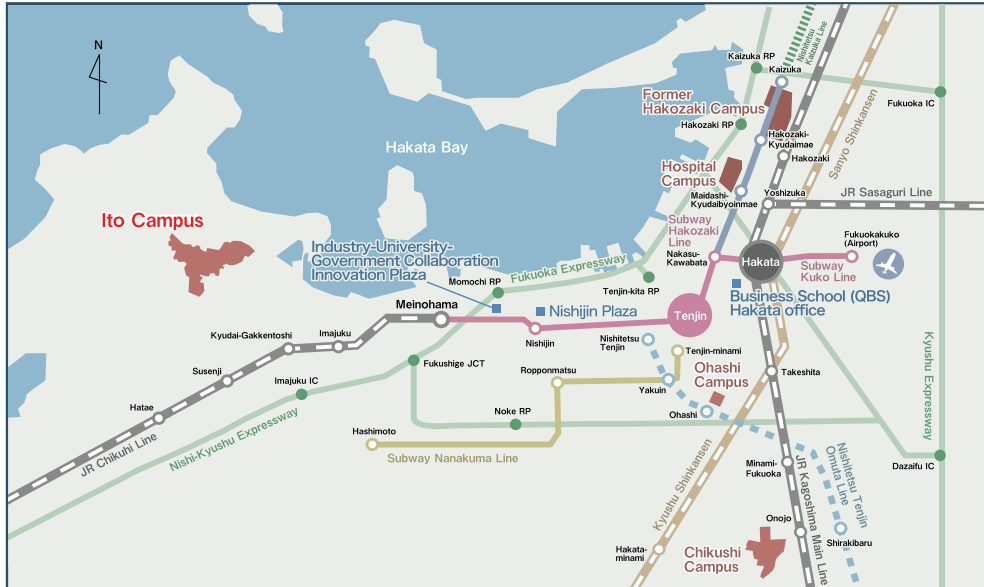 N
Kaizuka RP
Kaizuka
Nishitetsu
Kaizuka Line
Fukuoka IC
Former
Hakozaki Campus
Hakozaki RP
Hakozaki-
Kyudaimae
Hakozaki
Sanyo Shinkansen
Hakata Bay
Hospital
Campus
Maidashi-
Kyudaibyoinmae
Yoshizuka
JR Sasaguri Line
Ito Campus
Subway
Hakozaki
Line
Nakasu-
Kawabata
Hakata
Fukuokakuko
(Airport)
Subway
Kuko Line
Industry-University-
Government Collaboration
Innovation Plaza
Fukuoka Expressway
Momochi RP
Tenjin-kita RP
Business School (QBS)
Hakata office
Meinohama
Nishijin Plaza
Tenjin
Nishijin
Nishitetsu
Tenjin
Tenjin-minami
Kyudai-Gakkentoshi
Imajuku
Fukushige JCT
Susenji
Imajuku IC
Ropponmatsu
Yakuin
Ohashi
Campus
Takeshita
Kyushu Expressway
Hatae
Noke RP
Ohashi
Hashimoto
Subway Nanakuma Line
JR Chikuhi Line
Nishi-Kyushu Expressway
Kyushu Shinkansen
Minami-
Fukuoka
JR Kagoshima Main Line
Nishitetsu Tenjin
Omuta Line
Dazaifu IC
Onojo
Shirakibaru
Hakata-
minami
Chikushi
Campus